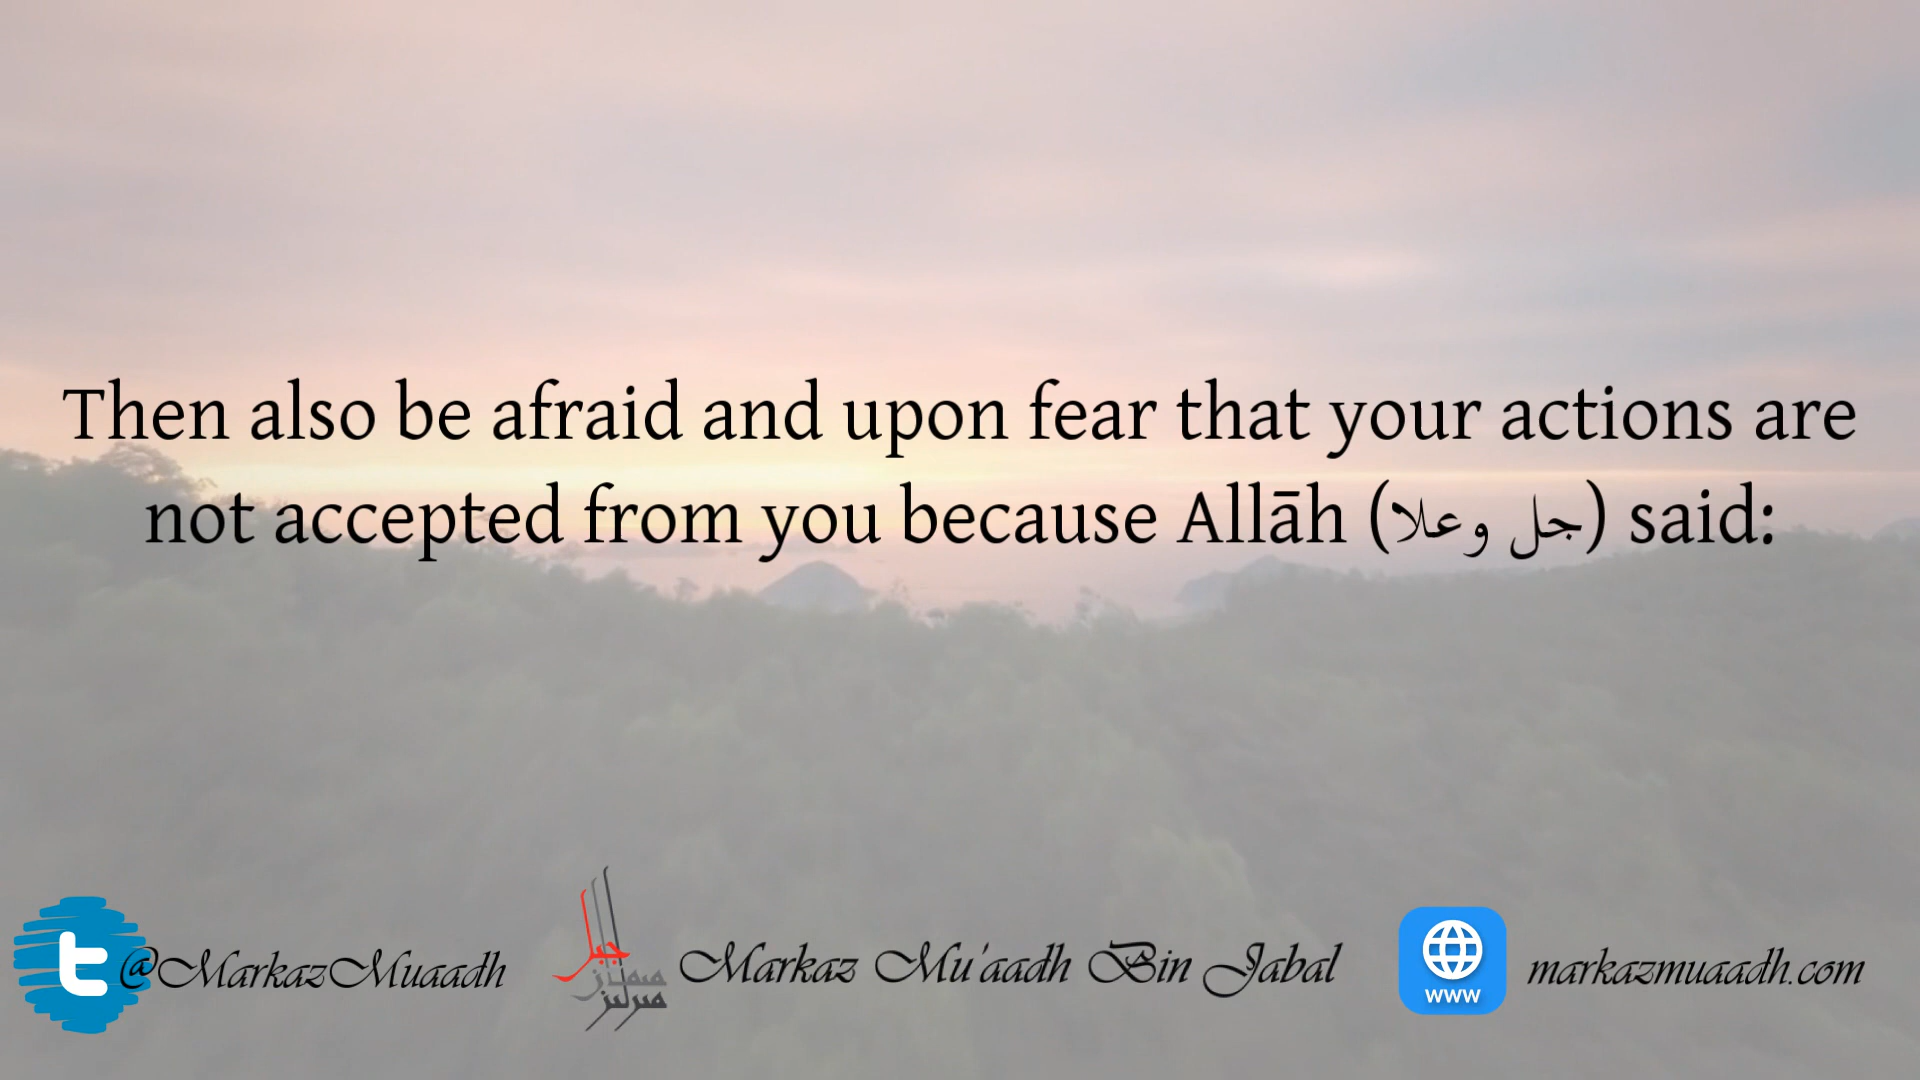 Then also be afraid and upon fear that your actions are
not accepted from you because Allāh (جل وعلا) said:
@MarkazMuaadh
جبل
Markaz Mu'aadh Bin Jabal
www
markazmuaadh.com